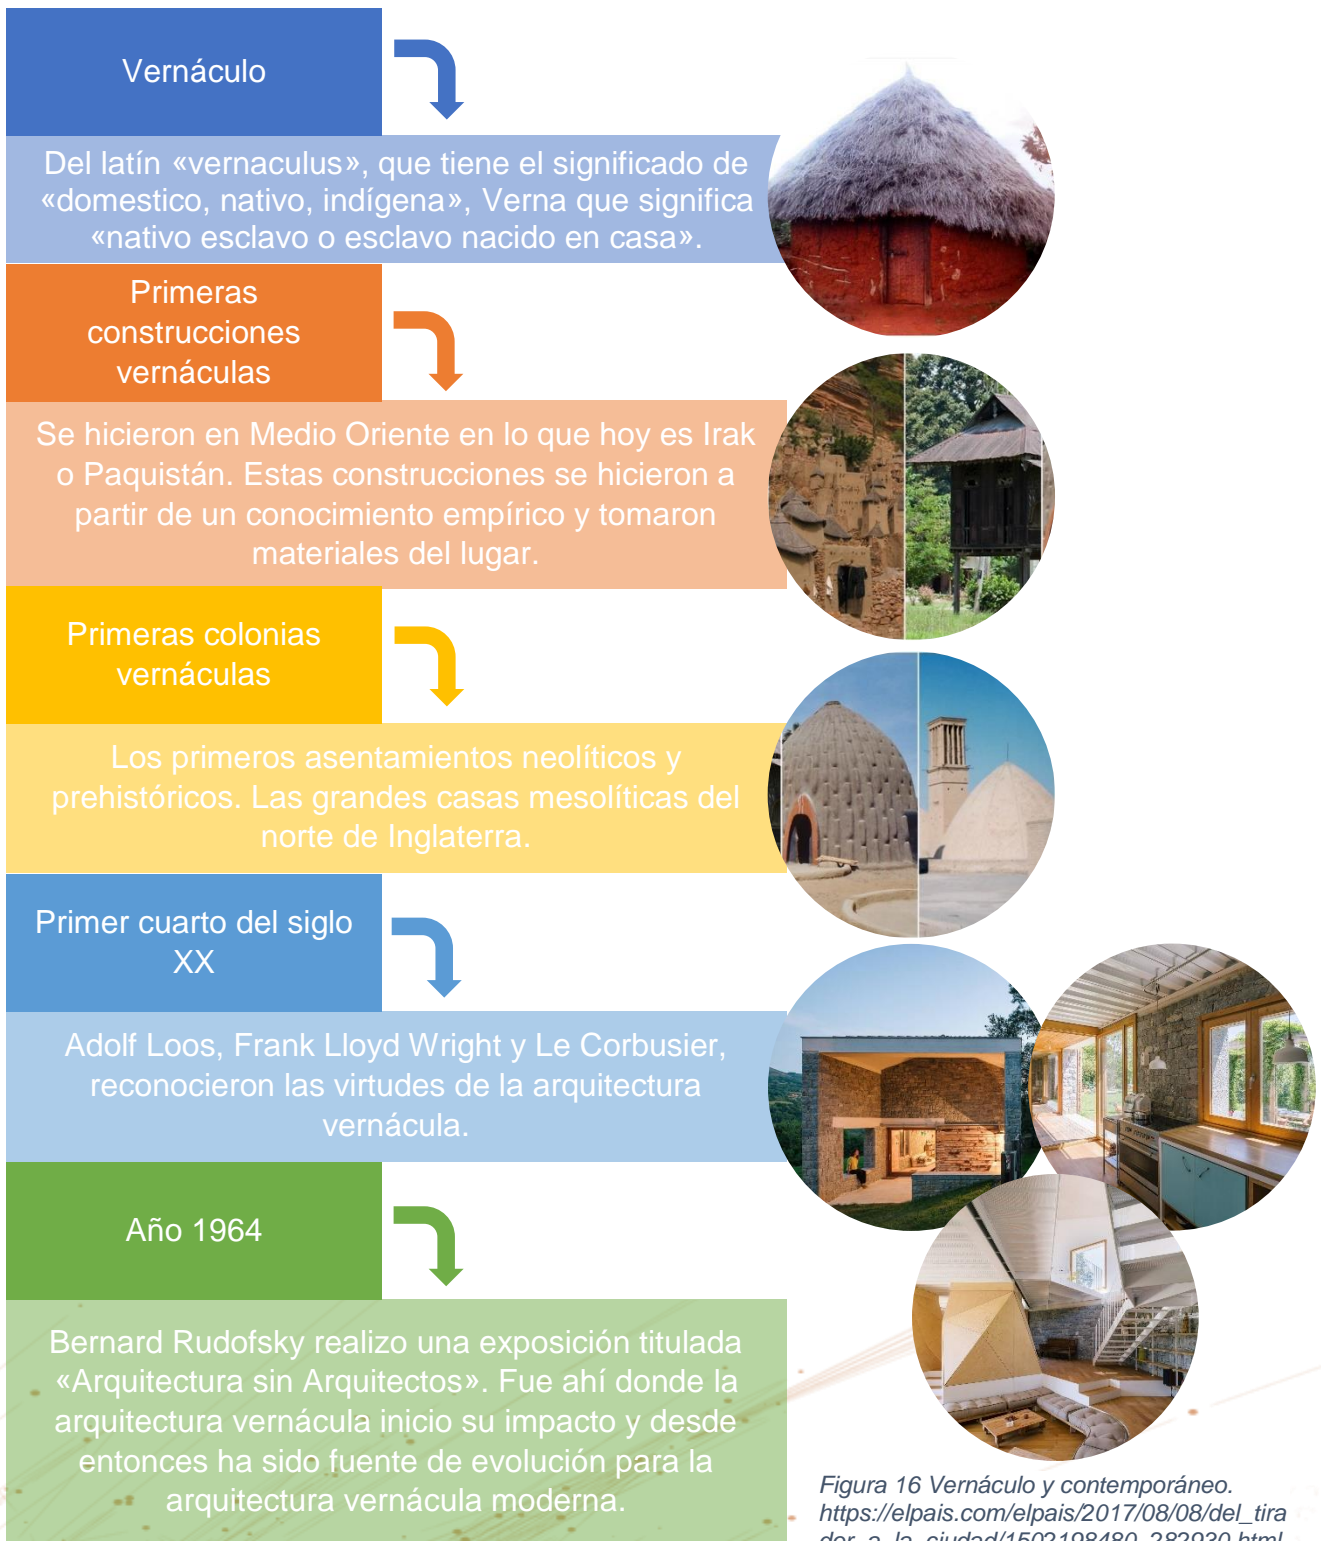 Vernáculo
Del latín «vernaculus», que tiene el significado de
«domestico, nativo, indígena», Verna que significa
«nativo esclavo o esclavo nacido en casa».
Primeras
construcciones
vernáculas
Se hicieron en Medio Oriente en lo que hoy es Irak
o Paquistán. Estas construcciones se hicieron a
partir de un conocimiento empírico y tomaron
materiales del lugar.
Primeras colonias
vernáculas
Los primeros asentamientos neolíticos y
prehistóricos. Las grandes casas mesolíticas del
norte de Inglaterra.
Primer cuarto del siglo
XX
Adolf Loos, Frank Lloyd Wright y Le Corbusier,
reconocieron las virtudes de la arquitectura
vernácula.
Año 1964
Bernard Rudofsky realizo una exposición titulada
«Arquitectura sin Arquitectos». Fue ahí donde la
arquitectura vernácula inicio su impacto y desde
entonces ha sido fuente de evolución para la
arquitectura vernácula moderna.
Figura 16 Vernáculo y contemporáneo.
https://elpais.com/elpais/2017/08/08/del_tira
dor_a_la_ciudad/1502198480_282930.html